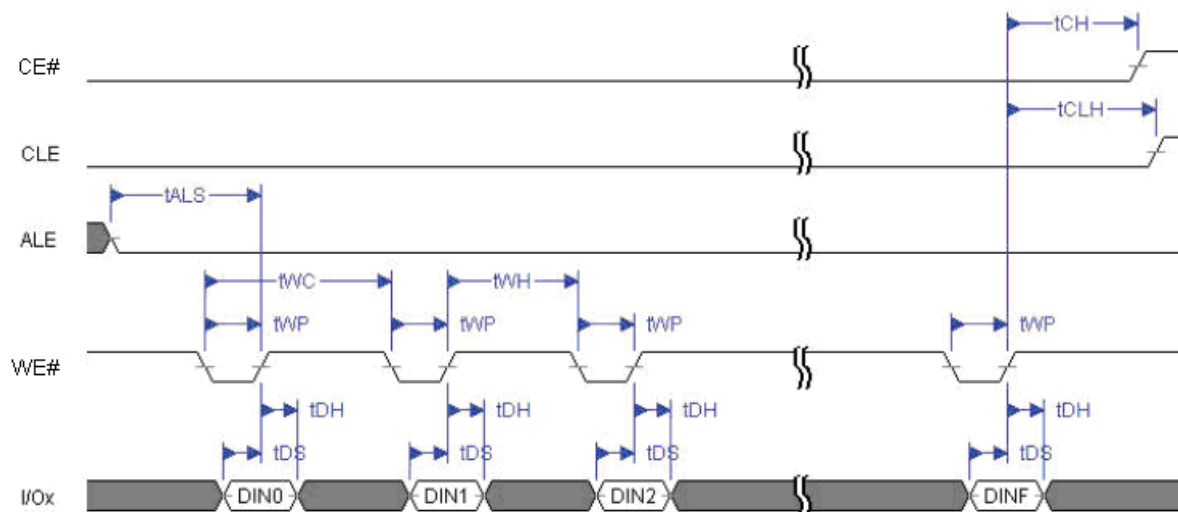 tCH
CE#
tCLH
CLE
tALS
ALE
tWC tWH
tWP tWP tWP tWP
WE#
tDH tDH tDH tDH
tDS tDS tDS tDS
I/Ox DIN0 DIN1 DIN2 DINF